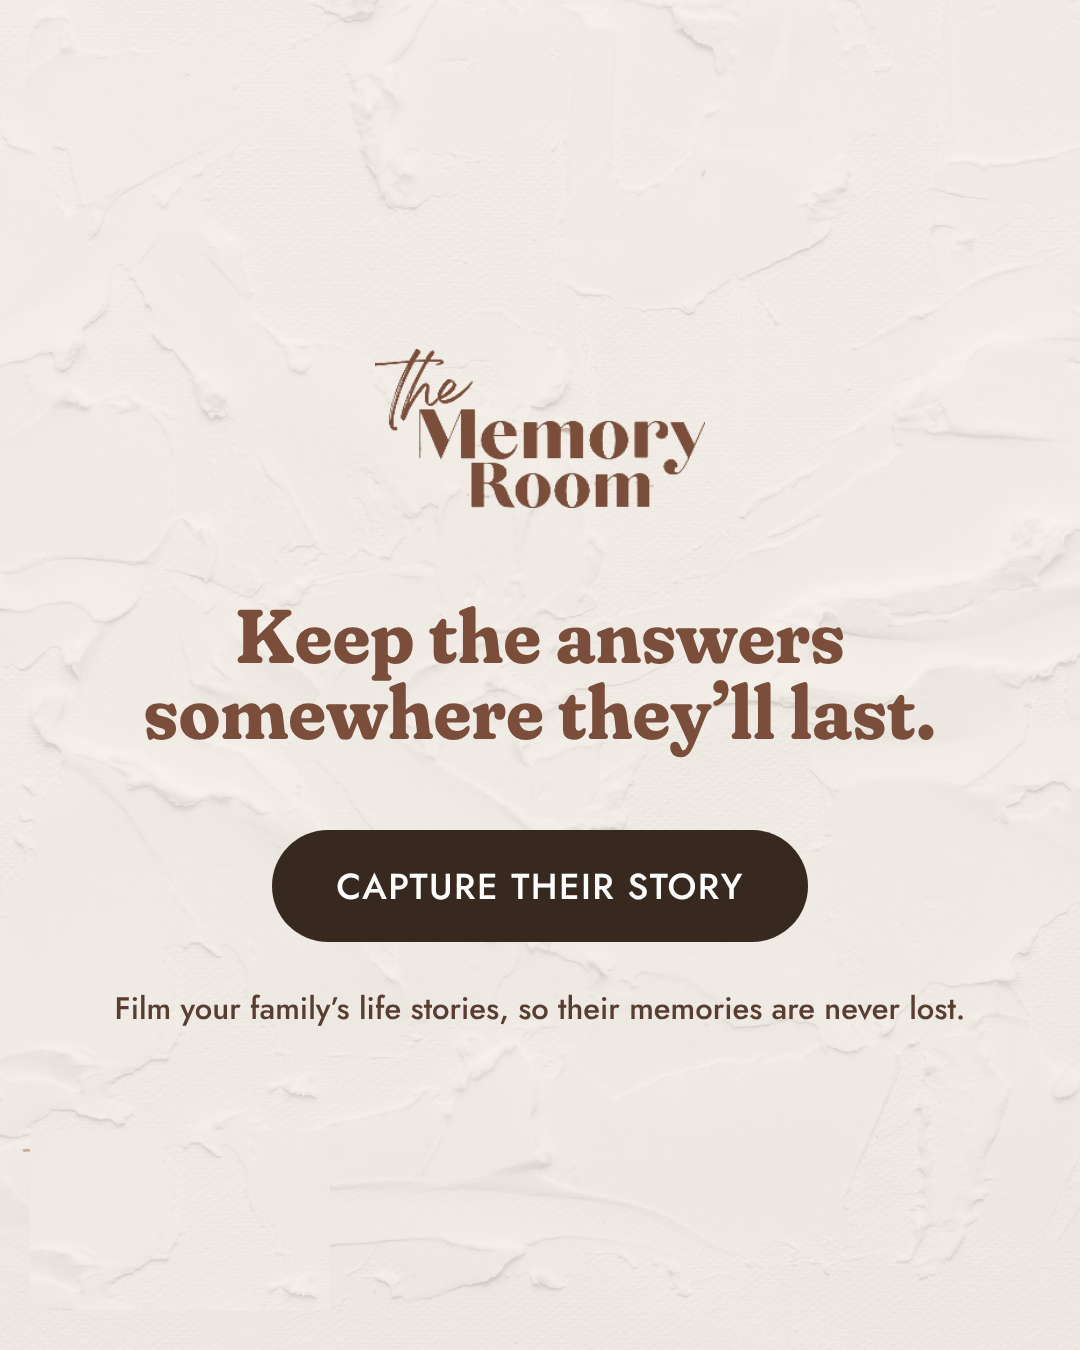 the
Memory
Room
Keep the answers
somewhere they’ll last.
CAPTURE THEIR STORY
Film your family’s life stories, so their memories are never lost.